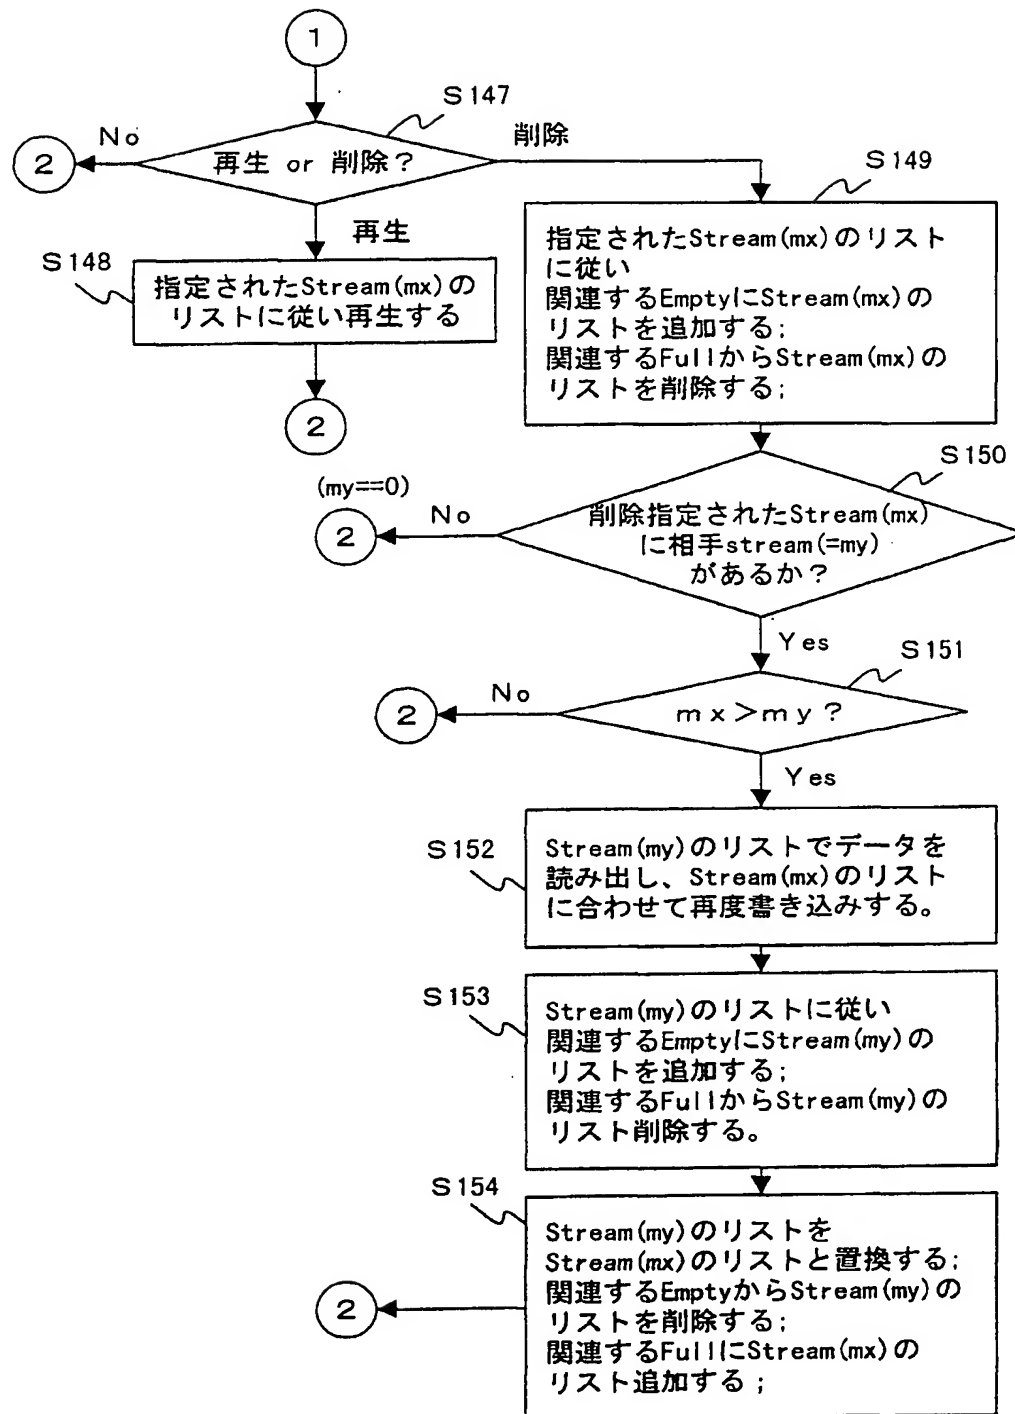 1
S147
No
削除
2
再生 or 削除?
S149
再生
S148
指定されたStream(mx)の
リストに従い再生する
指定されたStream(mx)のリスト
に従い
関連するEmptyにStream(mx)の
リストを追加する;
関連するFullからStream(mx)の
リストを削除する;
2
S150
(my==0)
No
2
削除指定されたStream(mx)
に相手stream(=my)
があるか?
Yes
S151
No
2
mx>my?
Yes
S152
Stream(my)のリストでデータを
読み出し、Stream(mx)のリスト
に合わせて再度書き込みする。
S153
Stream(my)のリストに従い
関連するEmptyにStream(my)の
リストを追加する;
関連するFullからStream(my)の
リスト削除する。
S154
Stream(my)のリストを
Stream(mx)のリストと置換する;
関連するEmptyからStream(my)の
リストを削除する;
関連するFullにStream(mx)の
リスト追加する;
2